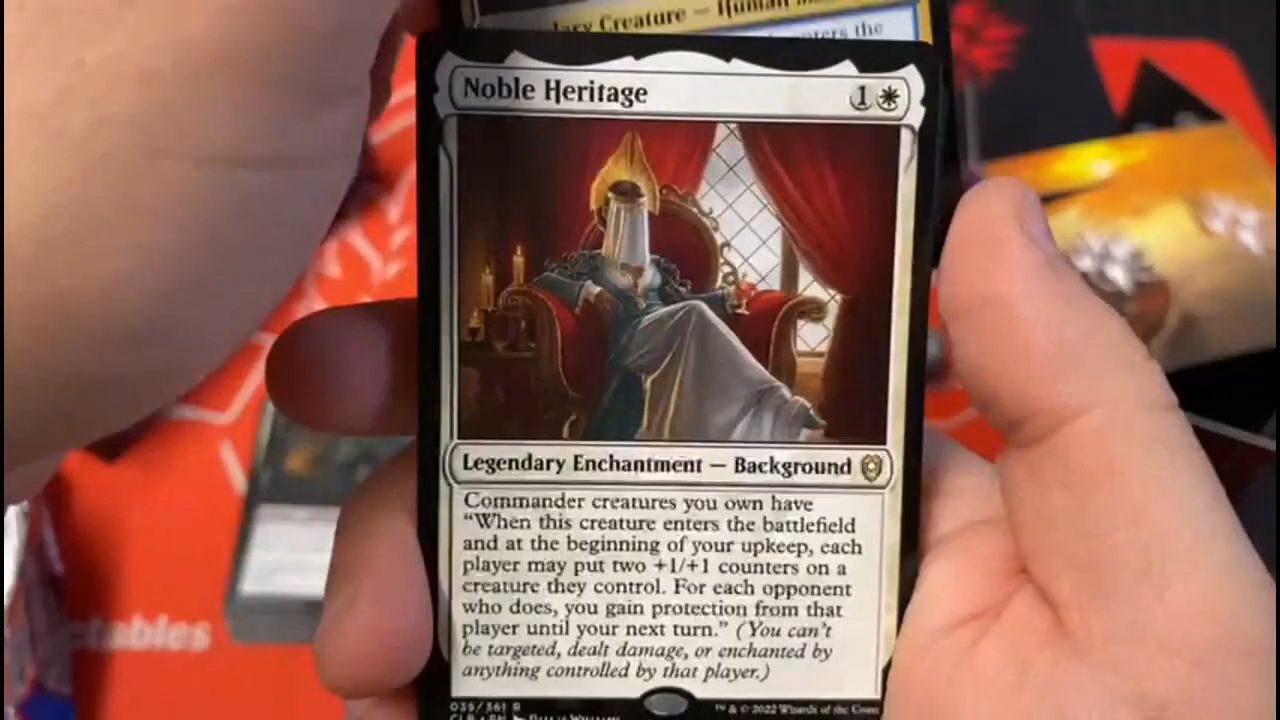 Creature — Human
the
Noble Heritage 1
Legendary Enchantment — Background
Commander creatures you own have
“When this creature enters the battlefield
and at the beginning of your upkeep, each
player may put two +1/+1 counters on a
creature they control. For each opponent
who does, you gain protection from that
player until your next turn.” (You can’t
be targeted, dealt damage, or enchanted by
anything controlled by that player.)
™ & © 2022 Wizards of the Coast